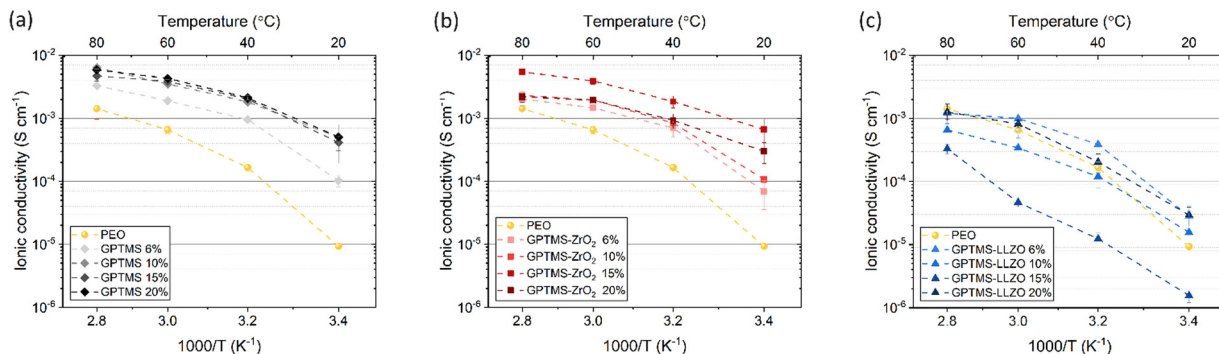 (a)
Temperature (°C)
80 60 40 20
10⁻²
10⁻³
10⁻⁴
10⁻⁵
10⁻⁶
Ionic conductivity (S cm⁻¹)
PEO
GPTMS 6%
GPTMS 10%
GPTMS 15%
GPTMS 20%
2.8 3.0 3.2 3.4
1000/T (K⁻¹)
(b)
Temperature (°C)
80 60 40 20
10⁻²
10⁻³
10⁻⁴
10⁻⁵
10⁻⁶
Ionic conductivity (S cm⁻¹)
PEO
GPTMS-ZrO₂ 6%
GPTMS-ZrO₂ 10%
GPTMS-ZrO₂ 15%
GPTMS-ZrO₂ 20%
2.8 3.0 3.2 3.4
1000/T (K⁻¹)
(c)
Temperature (°C)
80 60 40 20
10⁻²
10⁻³
10⁻⁴
10⁻⁵
10⁻⁶
Ionic conductivity (S cm⁻¹)
PEO
GPTMS-LLZO 6%
GPTMS-LLZO 10%
GPTMS-LLZO 15%
GPTMS-LLZO 20%
2.8 3.0 3.2 3.4
1000/T (K⁻¹)